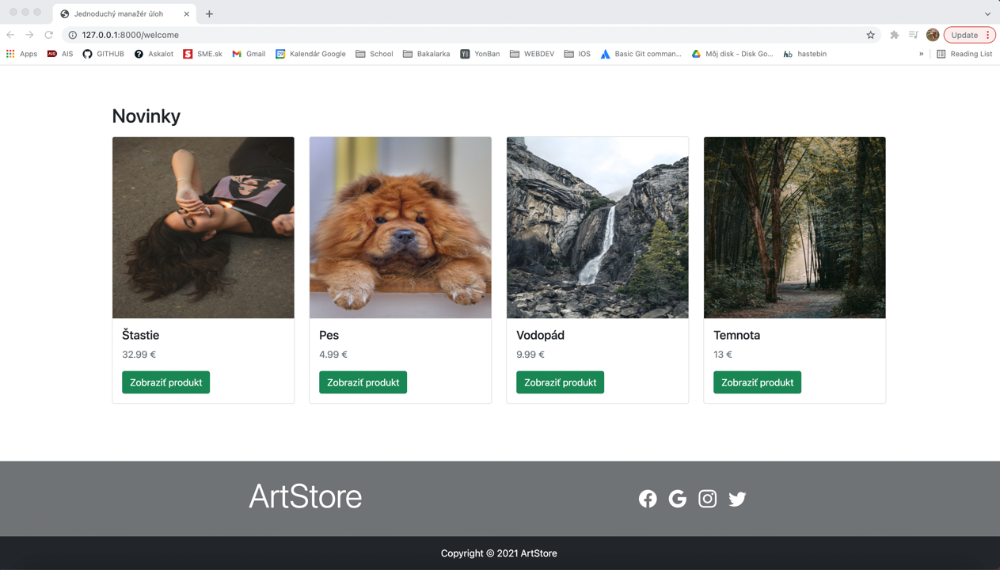 Jednoduchý manažér úloh
127.0.0.1:8000/welcome
Update
Apps AIS GITHUB Askalot SME.sk Gmail Kalendár Google School Bakalarka YonBan WEBDEV IOS Basic Git comman... Môj disk - Disk Go... hastebin » Reading List
Novinky
Štastie Pes Vodopád Temnota
32.99 € 4.99 € 9.99 € 13 €
Zobraziť produkt Zobraziť produkt Zobraziť produkt Zobraziť produkt
ArtStore
Copyright © 2021 ArtStore